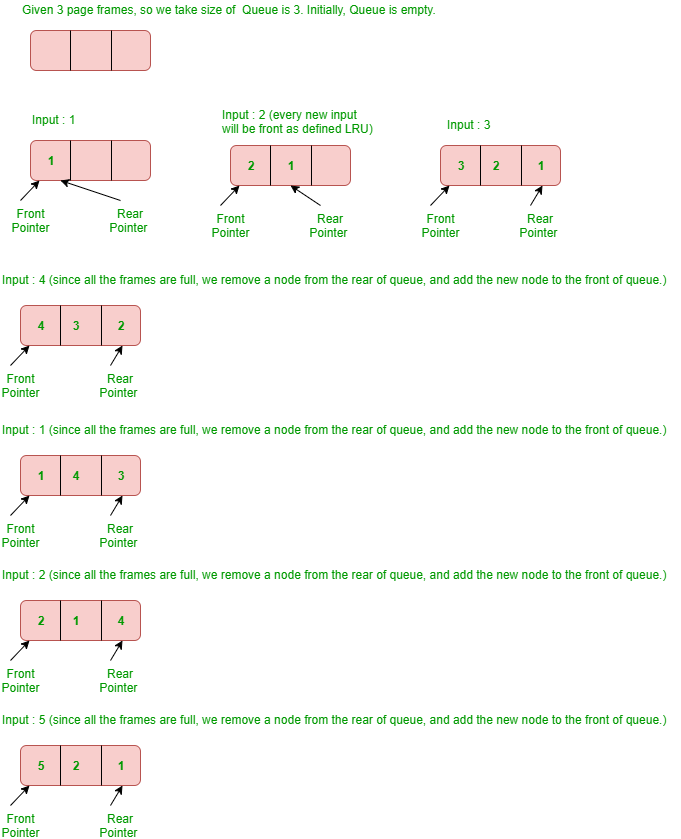 Given 3 page frames, so we take size of  Queue is 3. Initially, Queue is empty.
Input : 1
1
Front
Pointer
Rear
Pointer
Input : 2 (every new input
will be front as defined LRU)
2 1
Front
Pointer
Rear
Pointer
Input : 3
3 2 1
Front
Pointer
Rear
Pointer
Input : 4 (since all the frames are full, we remove a node from the rear of queue, and add the new node to the front of queue.)
4 3 2
Front
Pointer
Rear
Pointer
Input : 1 (since all the frames are full, we remove a node from the rear of queue, and add the new node to the front of queue.)
1 4 3
Front
Pointer
Rear
Pointer
Input : 2 (since all the frames are full, we remove a node from the rear of queue, and add the new node to the front of queue.)
2 1 4
Front
Pointer
Rear
Pointer
Input : 5 (since all the frames are full, we remove a node from the rear of queue, and add the new node to the front of queue.)
5 2 1
Front
Pointer
Rear
Pointer